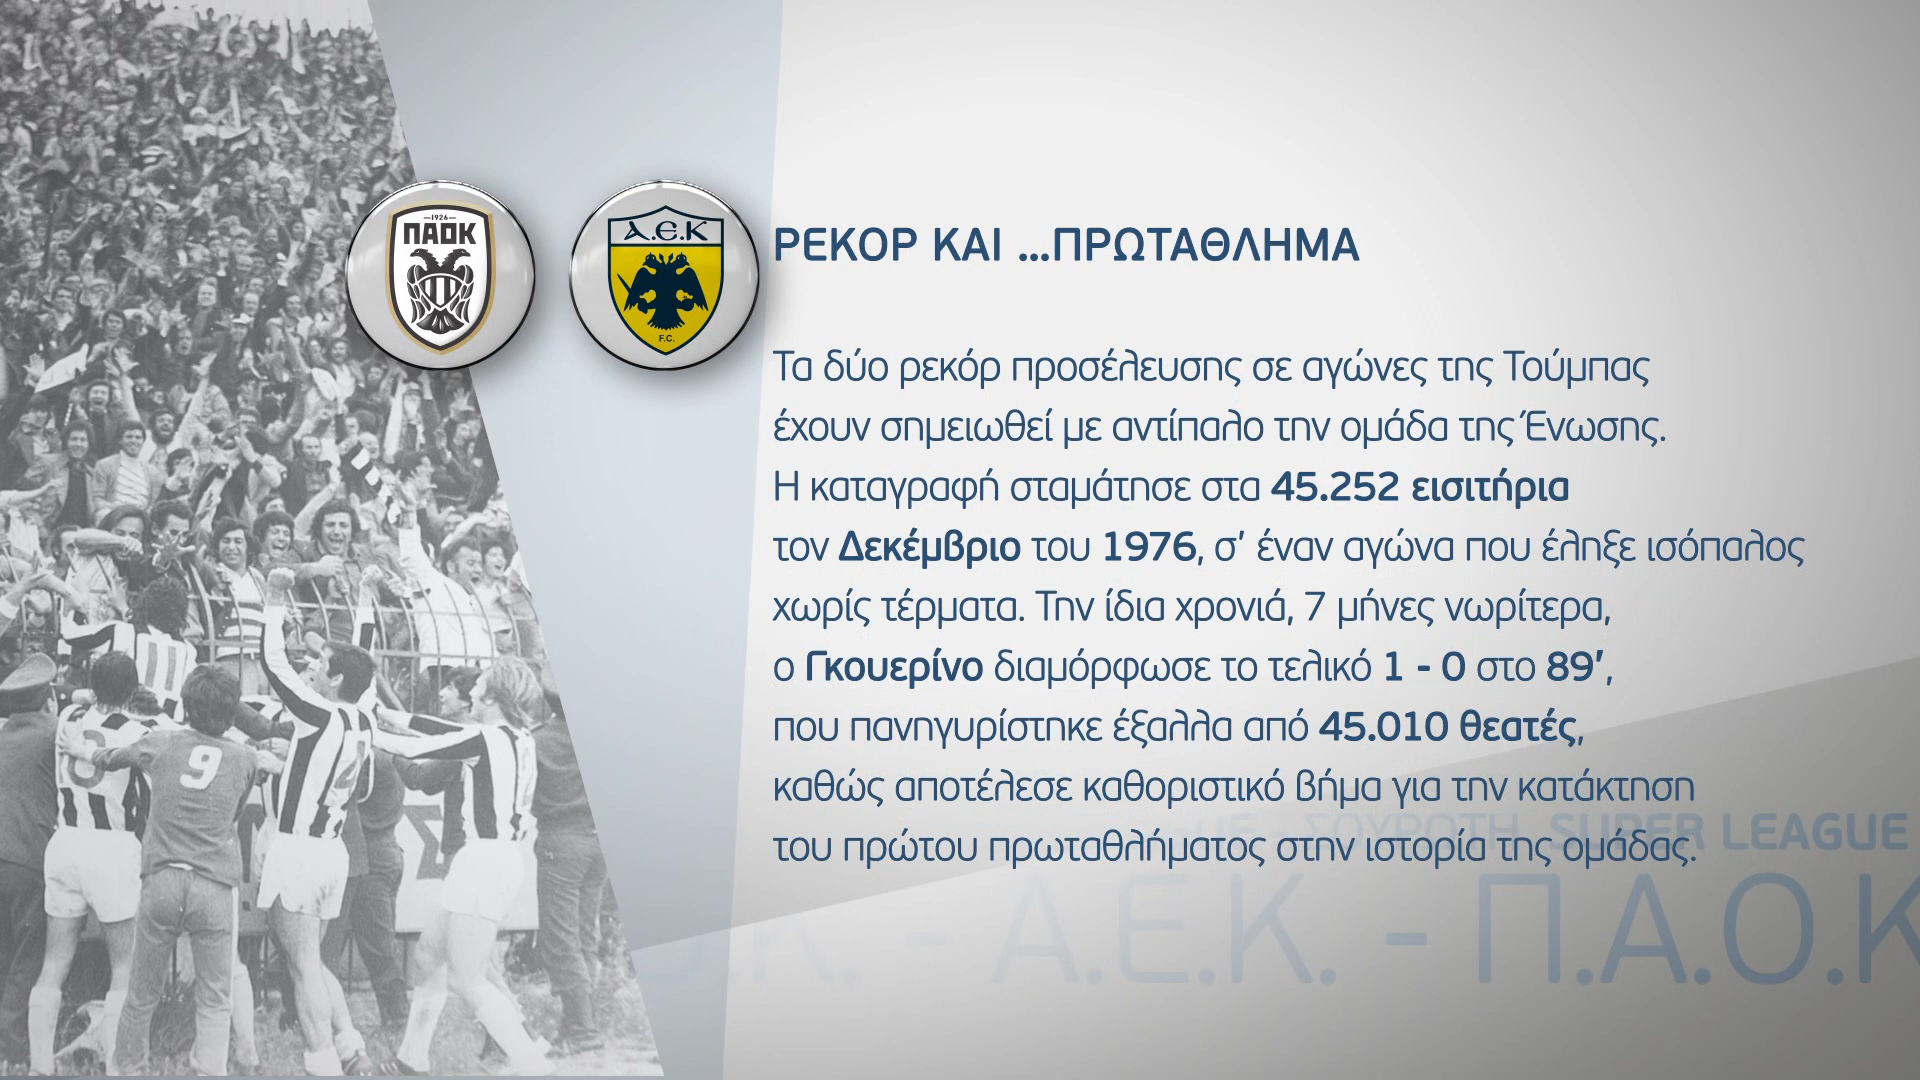 1926
ΠΑΟΚ
Α.Ε.Κ
F.C.
ΡΕΚΟΡ ΚΑΙ ...ΠΡΩΤΑΘΛΗΜΑ
Τα δύο ρεκόρ προσέλευσης σε αγώνες της Τούμπας
έχουν σημειωθεί με αντίπαλο την ομάδα της Ένωσης.
Η καταγραφή σταμάτησε στα 45.252 εισιτήρια
τον Δεκέμβριο του 1976, σ’ έναν αγώνα που έληξε ισόπαλος
χωρίς τέρματα. Την ίδια χρονιά, 7 μήνες νωρίτερα,
ο Γκουερίνο διαμόρφωσε το τελικό 1 - 0 στο 89’,
που πανηγυρίστηκε έξαλλα από 45.010 θεατές,
καθώς αποτέλεσε καθοριστικό βήμα για την κατάκτηση
του πρώτου πρωταθλήματος στην ιστορία της ομάδας.
ΣΟΥΡΩΤΗ SUPER LEAGUE
Α.Ε.Κ. - Π.Α.Ο.Κ
9